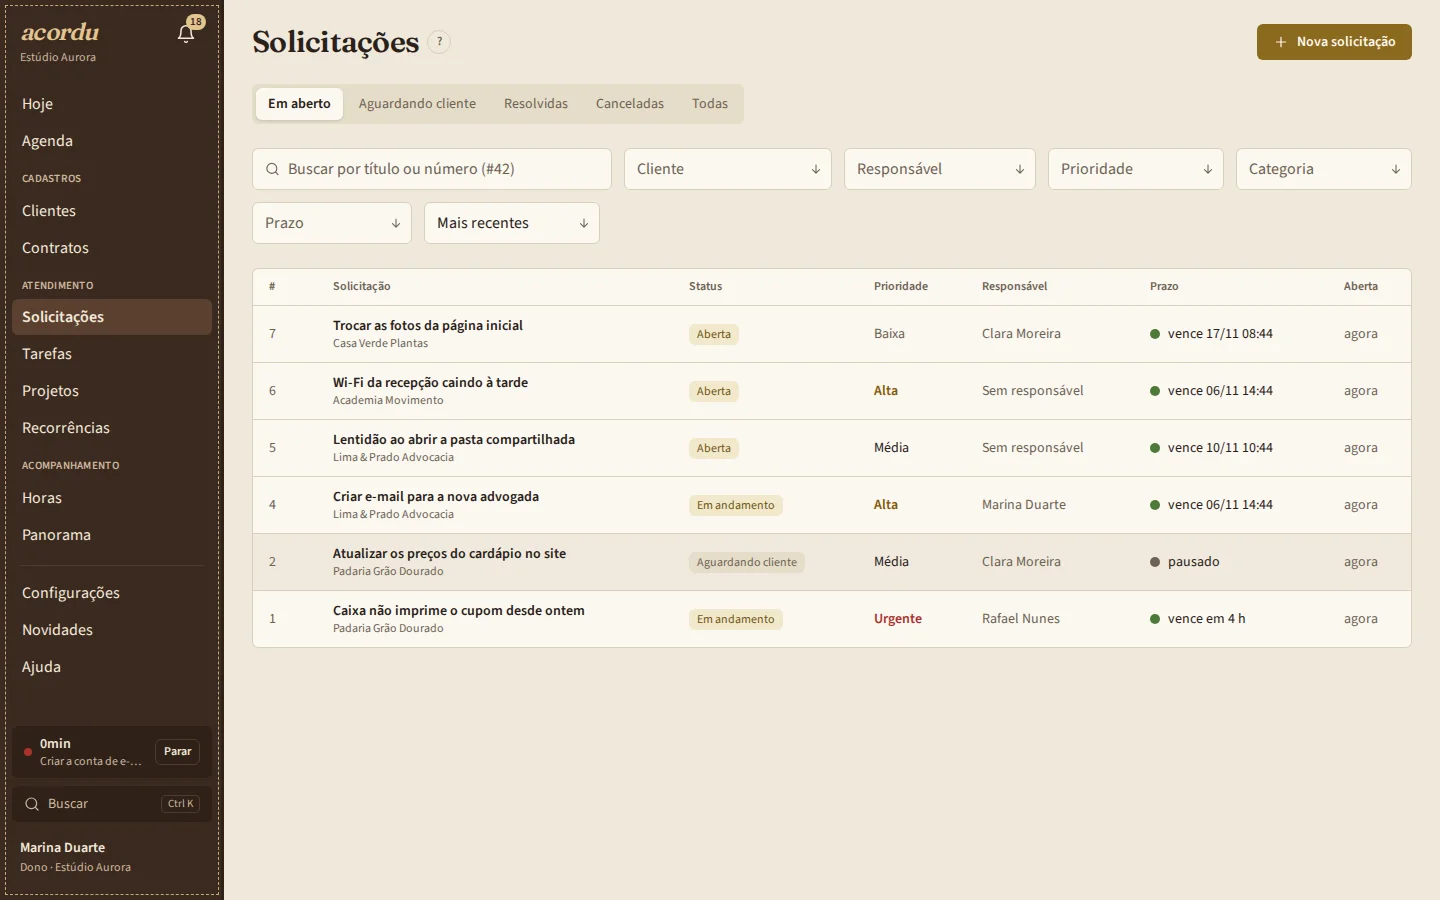 acordu
18
Estúdio Aurora
Hoje
Agenda
CADASTROS
Clientes
Contratos
ATENDIMENTO
Solicitações
Tarefas
Projetos
Recorrências
ACOMPANHAMENTO
Horas
Panorama
Configurações
Novidades
Ajuda
0min
Criar a conta de e-...
Parar
Buscar
Ctrl K
Marina Duarte
Dono · Estúdio Aurora
Solicitações ?
+ Nova solicitação
Em aberto Aguardando cliente Resolvidas Canceladas Todas
Buscar por título ou número (#42) Cliente Responsável Prioridade Categoria
Prazo Mais recentes
# Solicitação Status Prioridade Responsável Prazo Aberta
7 Trocar as fotos da página inicial Aberta Baixa Clara Moreira vence 17/11 08:44 agora
Casa Verde Plantas
6 Wi-Fi da recepção caindo à tarde Aberta Alta Sem responsável vence 06/11 14:44 agora
Academia Movimento
5 Lentidão ao abrir a pasta compartilhada Aberta Média Sem responsável vence 10/11 10:44 agora
Lima & Prado Advocacia
4 Criar e-mail para a nova advogada Em andamento Alta Marina Duarte vence 06/11 14:44 agora
Lima & Prado Advocacia
2 Atualizar os preços do cardápio no site Aguardando cliente Média Clara Moreira pausado agora
Padaria Grão Dourado
1 Caixa não imprime o cupom desde ontem Em andamento Urgente Rafael Nunes vence em 4 h agora
Padaria Grão Dourado